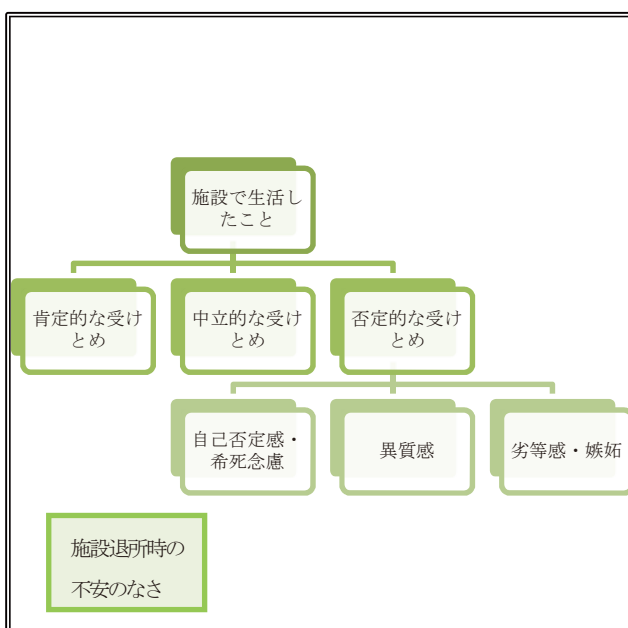 施設で生活し
たこと
肯定的な受け
とめ
中立的な受け
とめ
否定的な受け
とめ
自己否定感・
希死念慮
異質感
劣等感・嫉妬
施設退所時の
不安のなさ